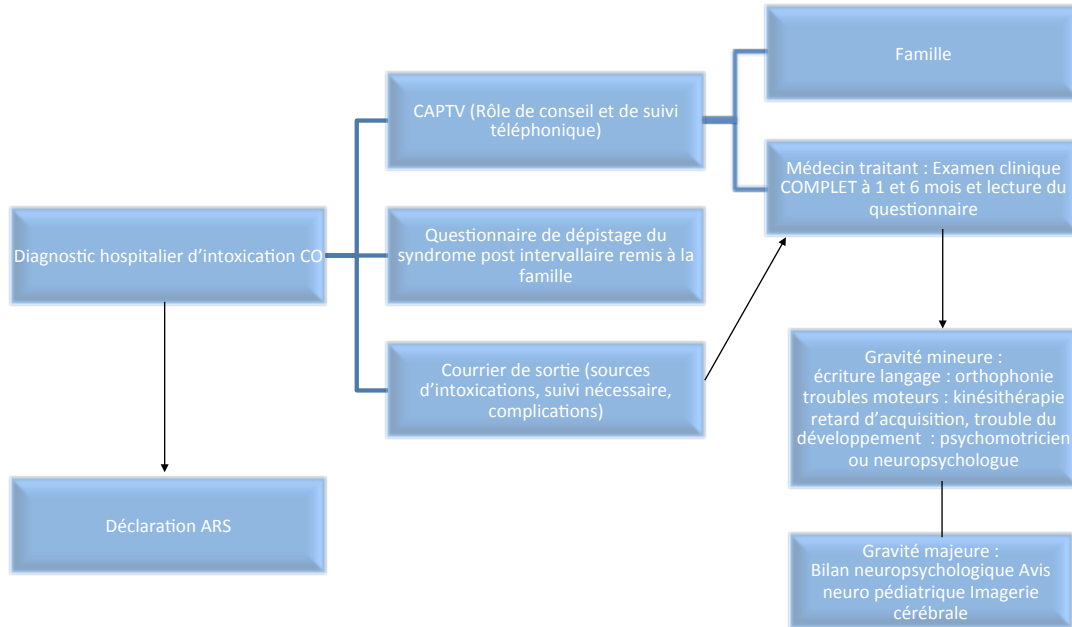 Diagnostic hospitalier d'intoxication CO
Déclaration ARS
CAPTV (Rôle de conseil et de suivi
téléphonique)
Questionnaire de dépistage du
syndrome post intervallaire remis à la
famille
Courrier de sortie (sources
d'intoxications, suivi nécessaire,
complications)
Famille
Médecin traitant : Examen clinique
COMPLET à 1 et 6 mois et lecture du
questionnaire
Gravité mineure :
écriture langage : orthophonie
troubles moteurs : kinésithérapie
retard d'acquisition, trouble du
développement  : psychomotricien
ou neuropsychologue
Gravité majeure :
Bilan neuropsychologique Avis
neuro pédiatrique Imagerie
cérébrale